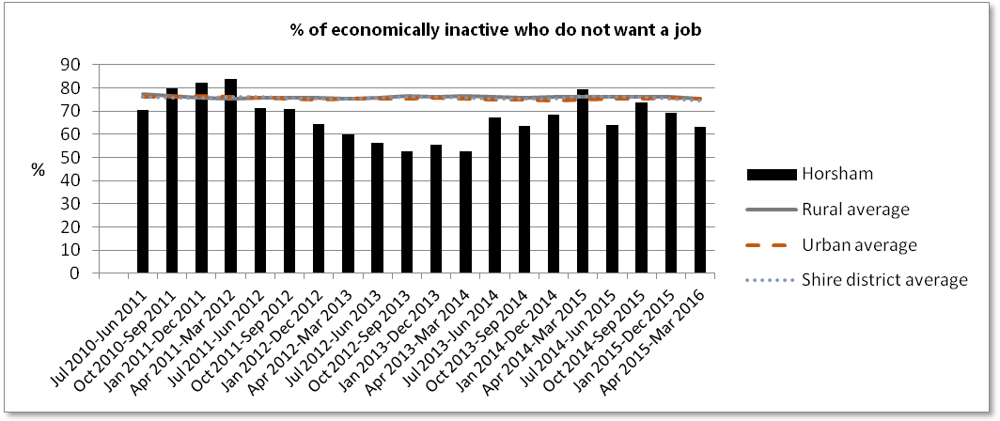 % of economically inactive who do not want a job
90
80
70
60
50
40
30
20
10
0
%
Jul 2010-Jun 2011
Oct 2010-Sep 2011
Jan 2011-Dec 2011
Apr 2011-Mar 2012
Jul 2011-Jun 2012
Oct 2011-Sep 2012
Jan 2012-Dec 2012
Apr 2012-Mar 2013
Jul 2012-Jun 2013
Oct 2012-Sep 2013
Jan 2013-Dec 2013
Apr 2013-Mar 2014
Jul 2013-Jun 2014
Oct 2013-Sep 2014
Jan 2014-Dec 2014
Apr 2014-Mar 2015
Jul 2014-Jun 2015
Oct 2014-Sep 2015
Jan 2015-Dec 2015
Apr 2015-Mar 2016
Horsham
Rural average
Urban average
Shire district average